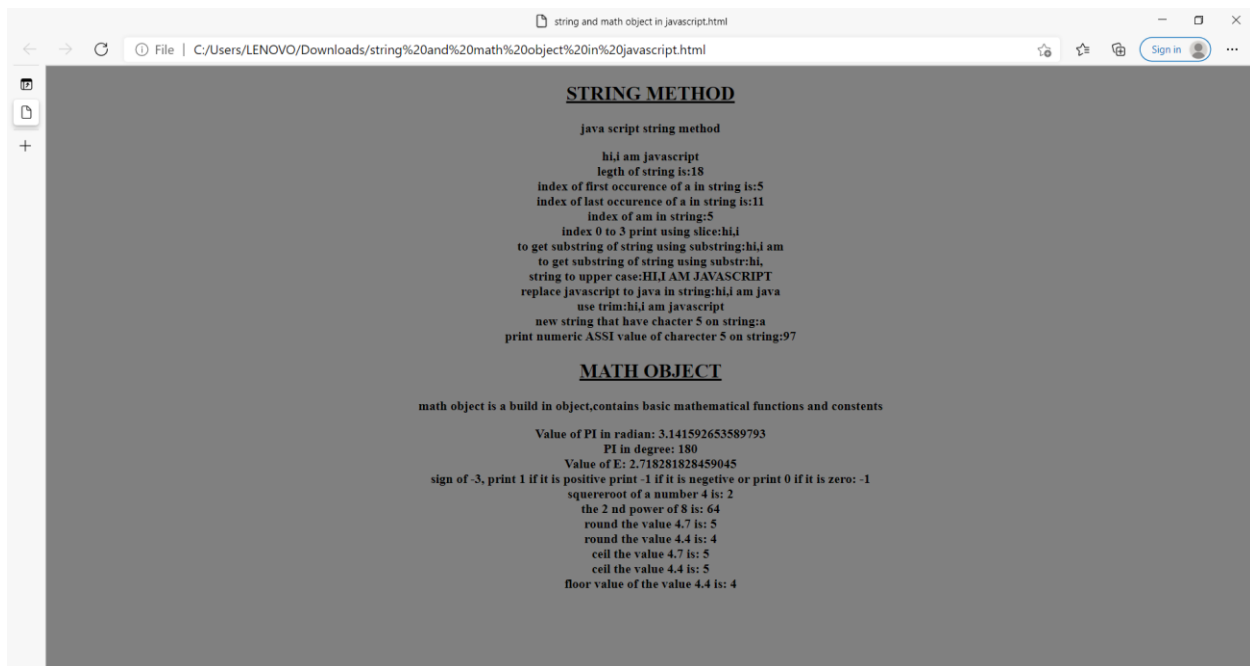 string and math object in javascript.html
File | C:/Users/LENOVO/Downloads/string%20and%20math%20object%20in%20javascript.html
Sign in
STRING METHOD
java script string method
hi,i am javascript
legth of string is:18
index of first occurence of a in string is:5
index of last occurence of a in string is:11
index of am in string:5
index 0 to 3 print using slice:hi,i
to get substring of string using substring:hi,i am
to get substring of string using substr:hi,
string to upper case:HI,I AM JAVASCRIPT
replace javascript to java in string:hi,i am java
use trim:hi,i am javascript
new string that have chacter 5 on string:a
print numeric ASSI value of charecter 5 on string:97
MATH OBJECT
math object is a build in object,contains basic mathematical functions and constents
Value of PI in radian: 3.141592653589793
PI in degree: 180
Value of E: 2.718281828459045
sign of -3, print 1 if it is positive print -1 if it is negetive or print 0 if it is zero: -1
squereroot of a number 4 is: 2
the 2 nd power of 8 is: 64
round the value 4.7 is: 5
round the value 4.4 is: 4
ceil the value 4.7 is: 5
ceil the value 4.4 is: 5
floor value of the value 4.4 is: 4